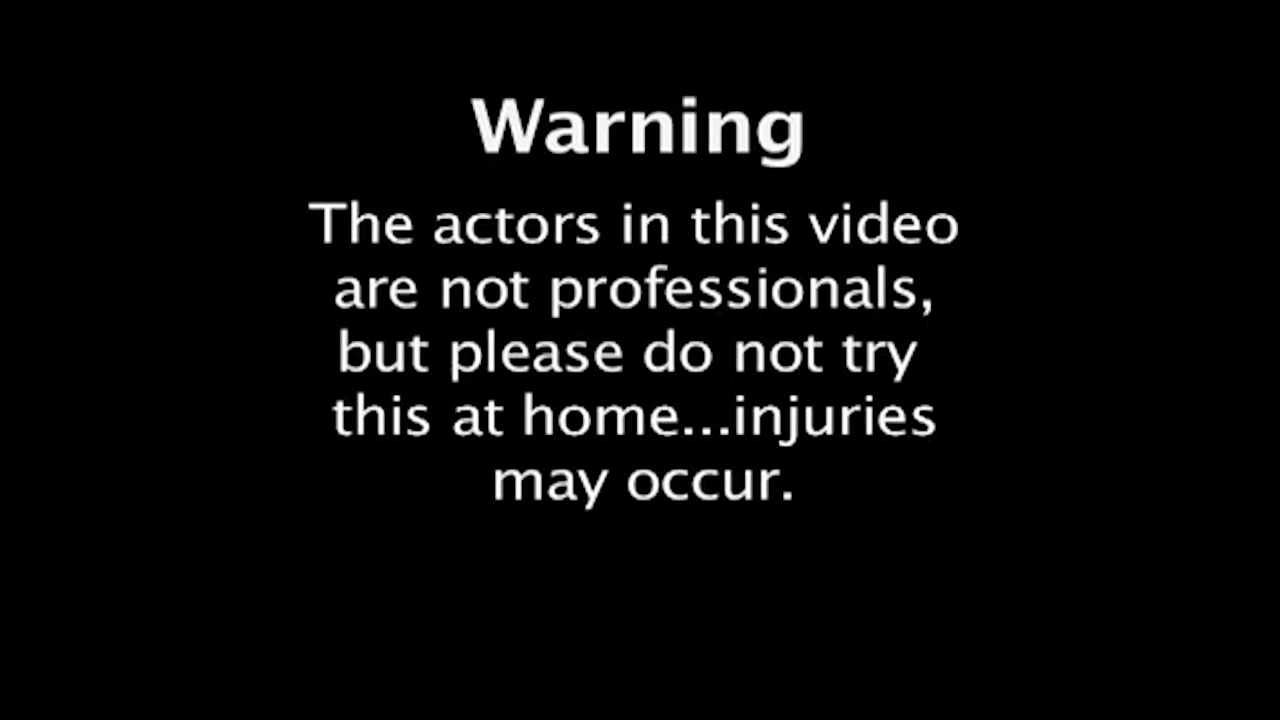 Warning
The actors in this video
are not professionals,
but please do not try
this at home...injuries
may occur.